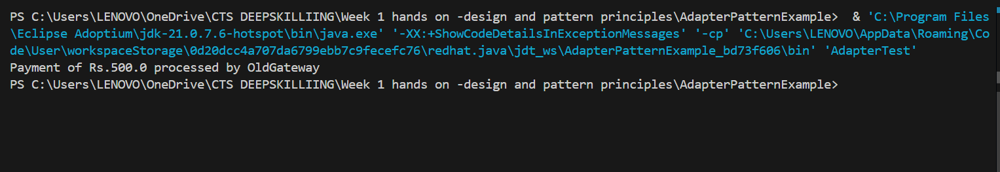 PS C:\Users\LENOVO\OneDrive\CTS DEEPSKILLIING\Week 1 hands on -design and pattern principles\AdapterPatternExample>  & 'C:\Program Files
\Eclipse Adoptium\jdk-21.0.7.6-hotspot\bin\java.exe' '-XX:+ShowCodeDetailsInExceptionMessages' '-cp' 'C:\Users\LENOVO\AppData\Roaming\Co
de\User\workspaceStorage\0d20dcc4a707da6799ebb7c9fecefc76\redhat.java\jdt_ws\AdapterPatternExample_bd73f606\bin' 'AdapterTest'
Payment of Rs.500.0 processed by OldGateway
PS C:\Users\LENOVO\OneDrive\CTS DEEPSKILLIING\Week 1 hands on -design and pattern principles\AdapterPatternExample>